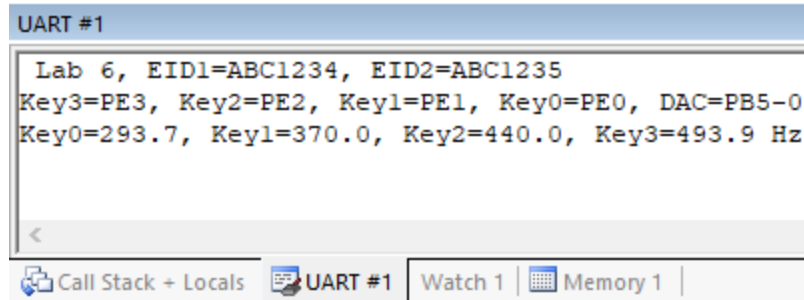 UART #1
Lab 6, EID1=ABC1234, EID2=ABC1235
Key3=PE3, Key2=PE2, Key1=PE1, Key0=PE0, DAC=PB5-0
Key0=293.7, Key1=370.0, Key2=440.0, Key3=493.9 Hz
Call Stack + Locals UART #1 Watch 1 Memory 1